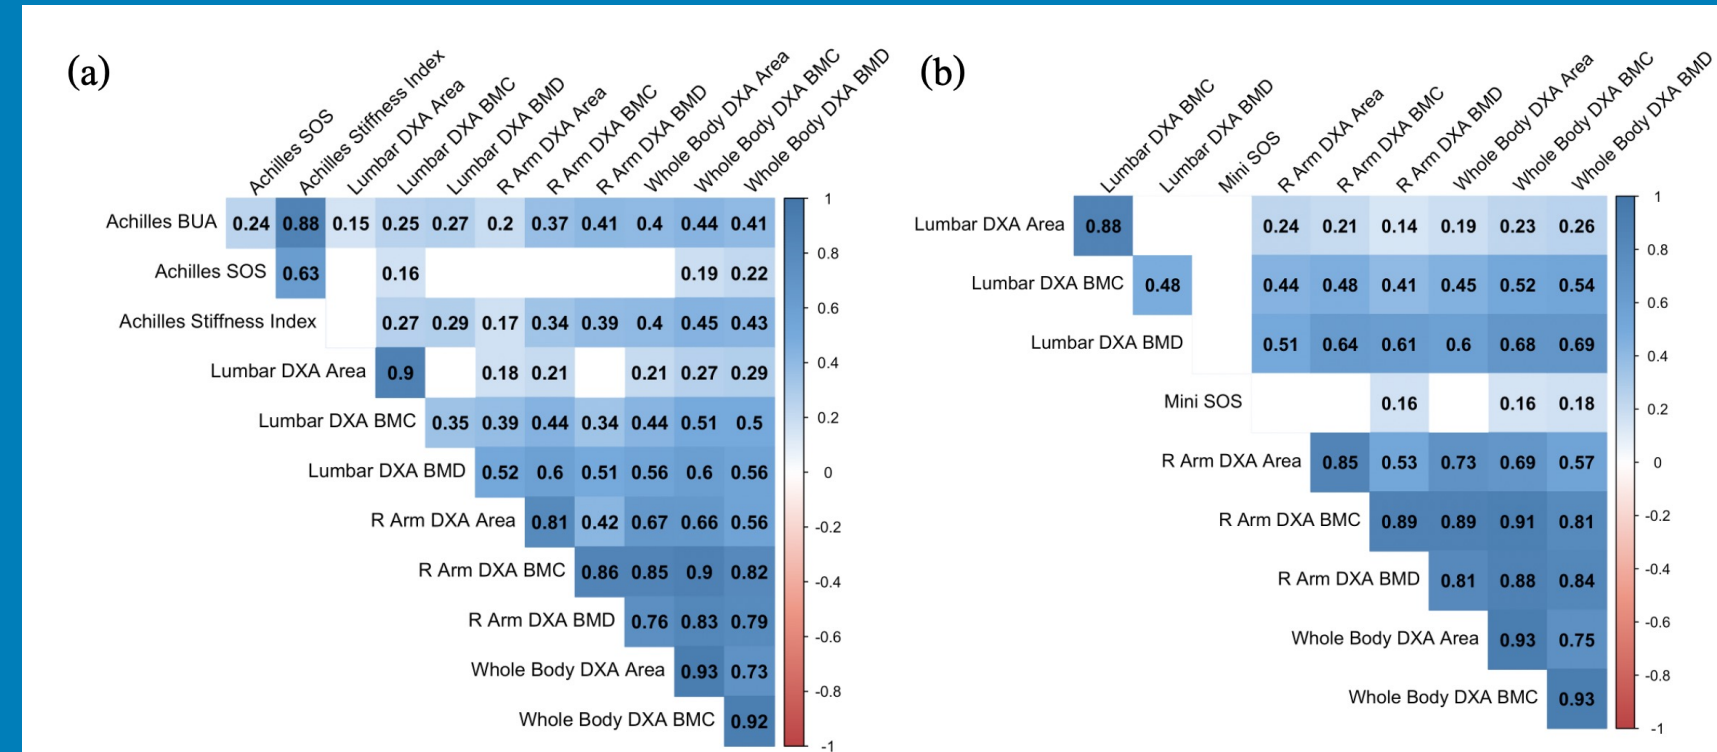 (a)
Achilles SOS
Achilles Stiffness Index
Lumbar DXA Area
Lumbar DXA BMC
Lumbar DXA BMD
R Arm DXA Area
R Arm DXA BMC
R Arm DXA BMD
Whole Body DXA Area
Whole Body DXA BMC
Whole Body DXA BMD
Achilles BUA 0.24 0.88 0.15 0.25 0.27 0.2 0.37 0.41 0.4 0.44 0.41
Achilles SOS 0.63 0.16 0.19 0.22
Achilles Stiffness Index 0.27 0.29 0.17 0.34 0.39 0.4 0.45 0.43
Lumbar DXA Area 0.9 0.18 0.21 0.21 0.27 0.29
Lumbar DXA BMC 0.35 0.39 0.44 0.34 0.44 0.51 0.5
Lumbar DXA BMD 0.52 0.6 0.51 0.56 0.6 0.56
R Arm DXA Area 0.81 0.42 0.67 0.66 0.56
R Arm DXA BMC 0.86 0.85 0.9 0.82
R Arm DXA BMD 0.76 0.83 0.79
Whole Body DXA Area 0.93 0.73
Whole Body DXA BMC 0.92
1
0.8
0.6
0.4
0.2
0
-0.2
-0.4
-0.6
-0.8
-1
(b)
Lumbar DXA BMC
Lumbar DXA BMD
Mini SOS
R Arm DXA Area
R Arm DXA BMC
R Arm DXA BMD
Whole Body DXA Area
Whole Body DXA BMC
Whole Body DXA BMD
Lumbar DXA Area 0.88 0.24 0.21 0.14 0.19 0.23 0.26
Lumbar DXA BMC 0.48 0.44 0.48 0.41 0.45 0.52 0.54
Lumbar DXA BMD 0.51 0.64 0.61 0.6 0.68 0.69
Mini SOS 0.16 0.16 0.18
R Arm DXA Area 0.85 0.53 0.73 0.69 0.57
R Arm DXA BMC 0.89 0.89 0.91 0.81
R Arm DXA BMD 0.81 0.88 0.84
Whole Body DXA Area 0.93 0.75
Whole Body DXA BMC 0.93
1
0.8
0.6
0.4
0.2
0
-0.2
-0.4
-0.6
-0.8
-1